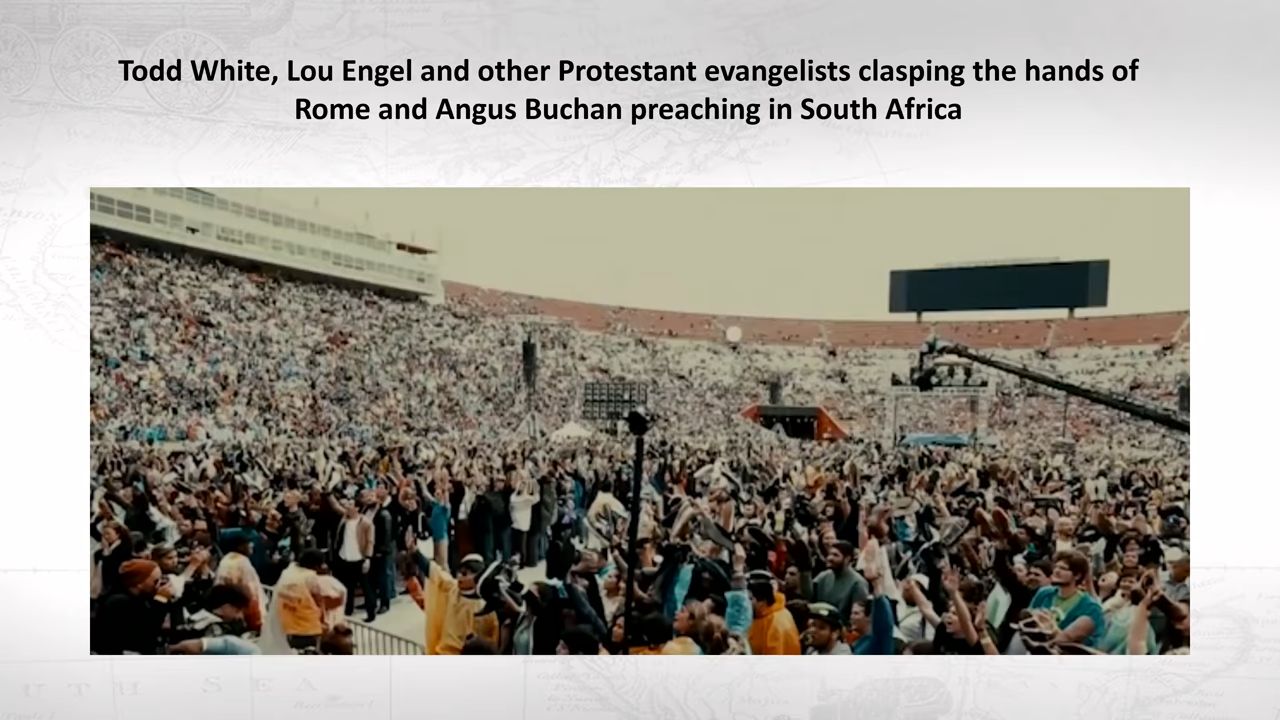 Todd White, Lou Engel and other Protestant evangelists clasping the hands of
Rome and Angus Buchan preaching in South Africa
U T H S E A